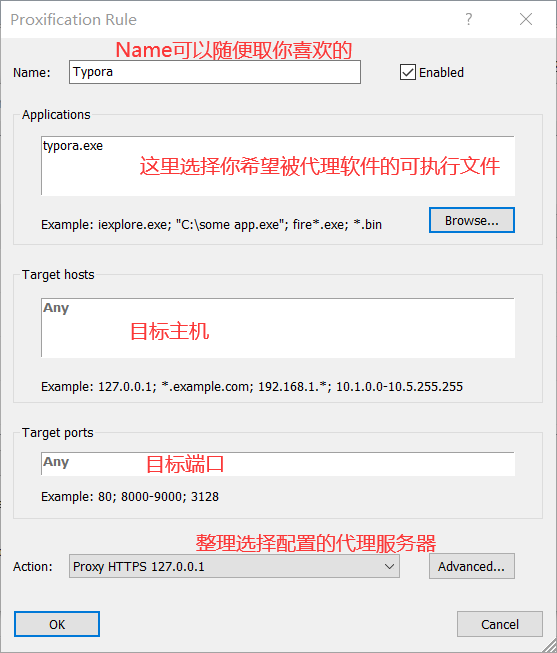 Proxification Rule
Name可以随便取你喜欢的
Name: Typora Enabled
Applications
typora.exe
这里选择你希望被代理软件的可执行文件
Example: iexplore.exe; "C:\some app.exe"; fire*.exe; *.bin Browse...
Target hosts
Any
目标主机
Example: 127.0.0.1; *.example.com; 192.168.1.*; 10.1.0.0-10.5.255.255
Target ports
Any 目标端口
Example: 80; 8000-9000; 3128
整理选择配置的代理服务器
Action: Proxy HTTPS 127.0.0.1 Advanced...
OK Cancel